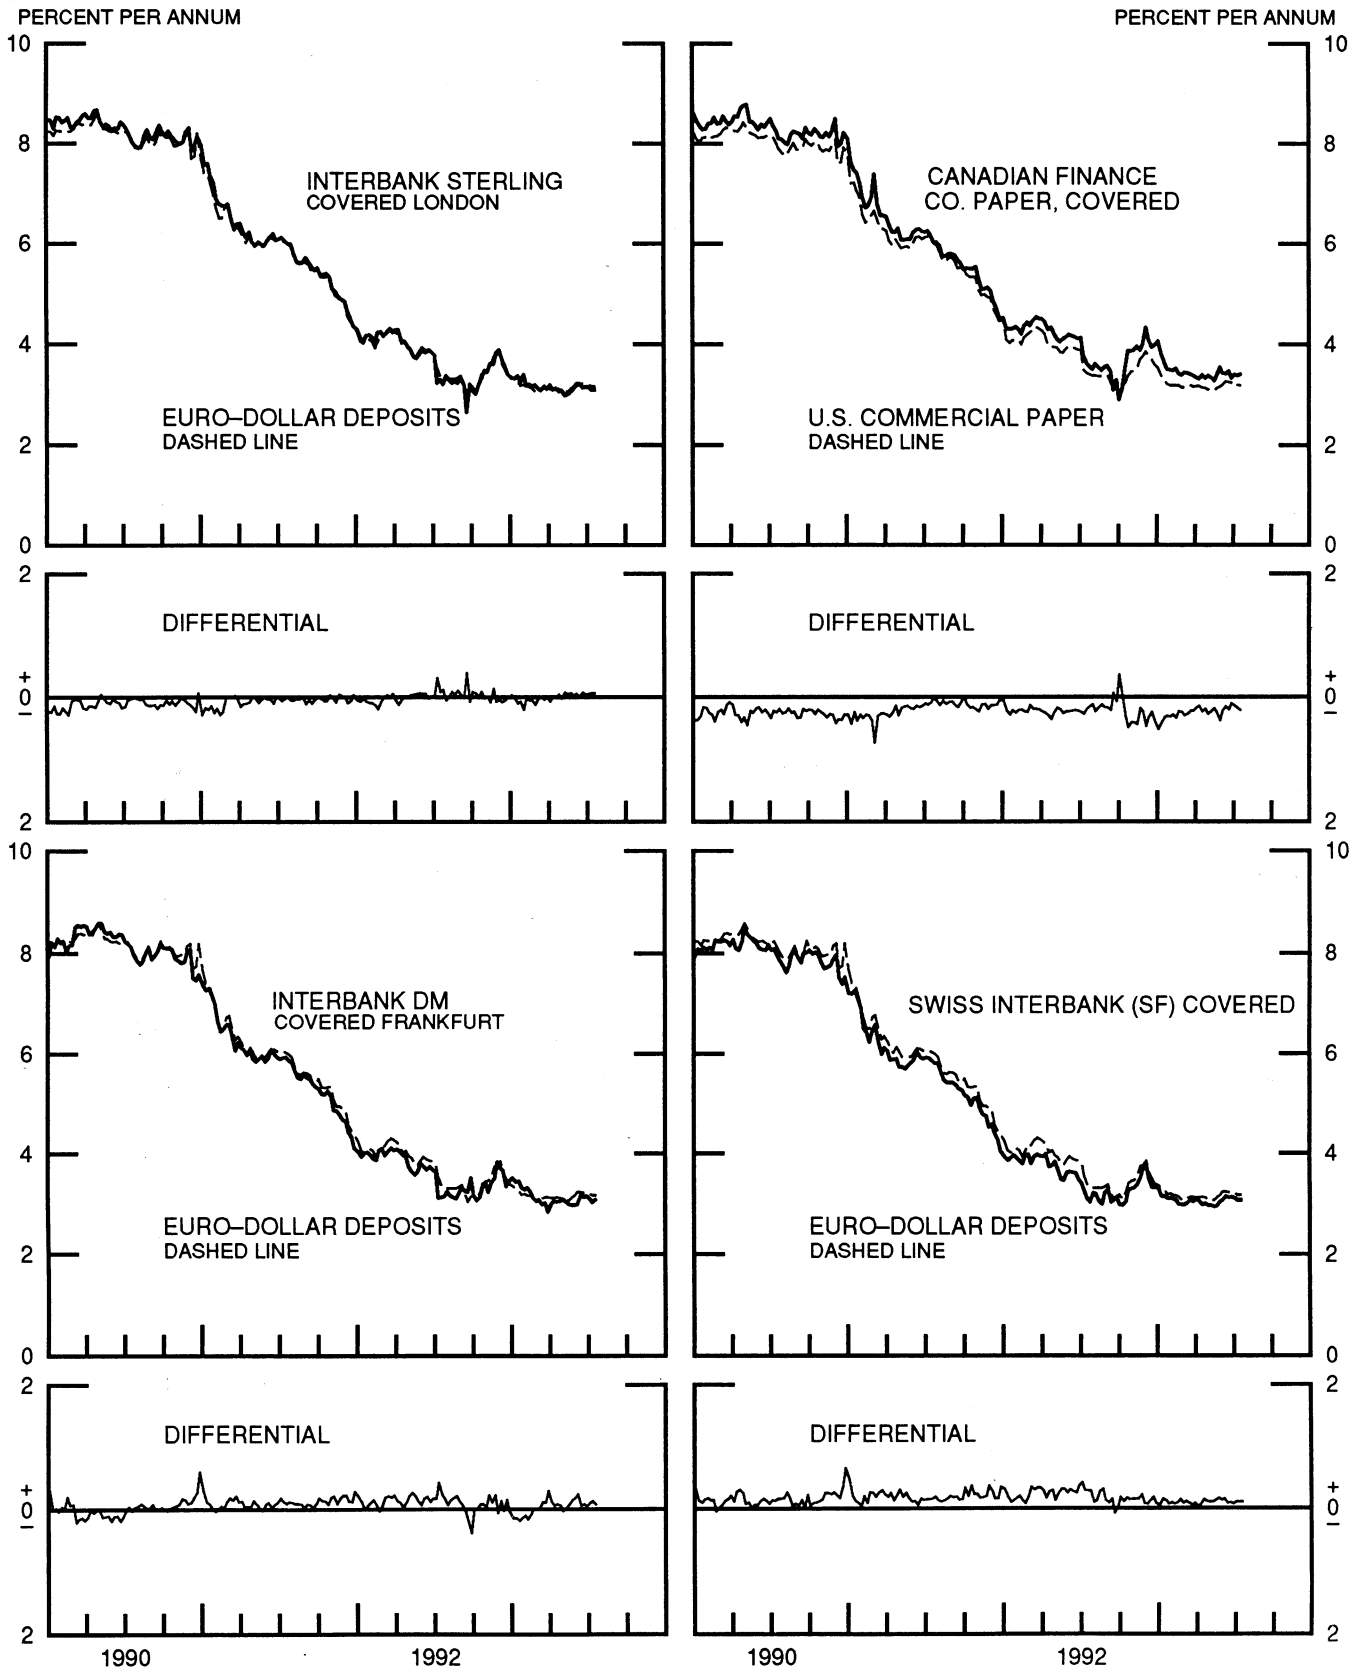 PERCENT PER ANNUM
PERCENT PER ANNUM
10
10
8
8
INTERBANK STERLING
COVERED LONDON
CANADIAN FINANCE
CO. PAPER, COVERED
6
6
4
4
EURO–DOLLAR DEPOSITS
DASHED LINE
U.S. COMMERCIAL PAPER
DASHED LINE
2
2
0
0
2
2
DIFFERENTIAL
DIFFERENTIAL
+
0
–
+
0
–
2
2
10
10
8
8
INTERBANK DM
COVERED FRANKFURT
SWISS INTERBANK (SF) COVERED
6
6
4
4
EURO–DOLLAR DEPOSITS
DASHED LINE
EURO–DOLLAR DEPOSITS
DASHED LINE
2
2
0
0
2
2
DIFFERENTIAL
DIFFERENTIAL
+
0
–
+
0
–
2
2
1990
1992
1990
1992